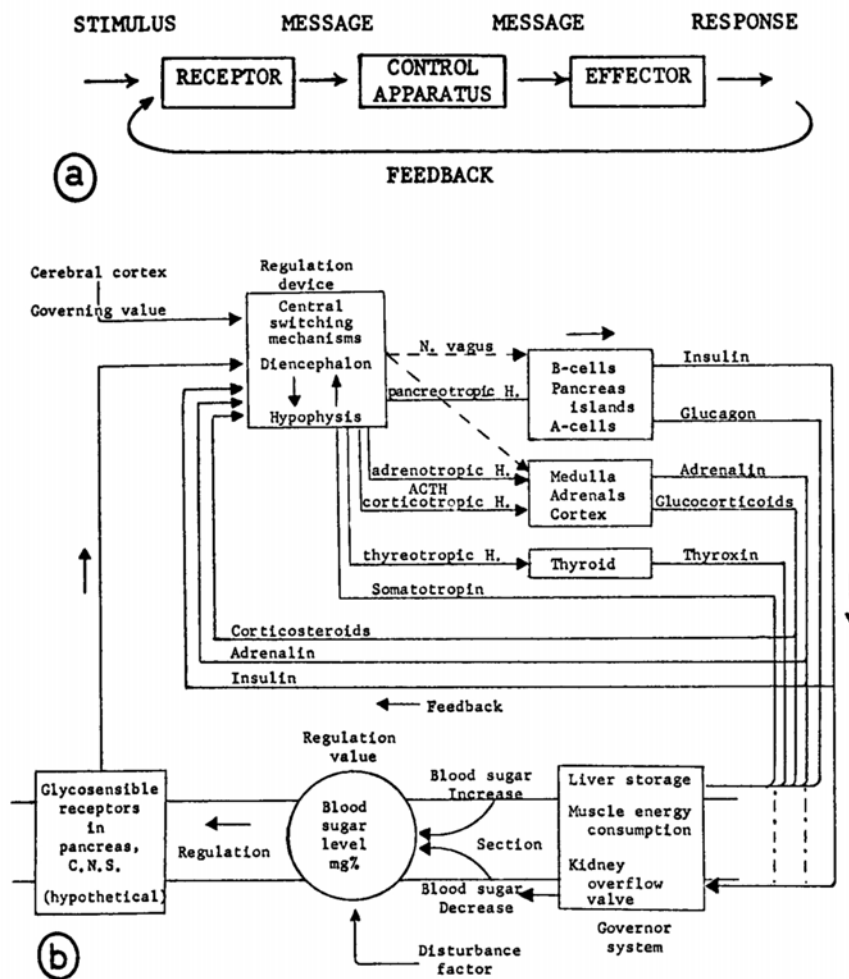 STIMULUS MESSAGE MESSAGE RESPONSE
RECEPTOR
CONTROL
APPARATUS
EFFECTOR
FEEDBACK
a
Cerebral cortex
Governing value
Regulation
device
Central
switching
mechanisms
Diencephalon
Hypophysis
N. vagus
pancreotropic H.
B-cells
Pancreas
islands
A-cells
Insulin
Glucagon
adrenotropic H.
ACTH
corticotropic H.
Medulla
Adrenals
Cortex
Adrenalin
Glucocorticoids
thyreotropic H.
Thyroid
Thyroxin
Somatotropin
Corticosteroids
Adrenalin
Insulin
Feedback
Glycosensible
receptors
in
pancreas,
C.N.S.
(hypothetical)
Regulation
Regulation
value
Blood
sugar
level
mg%
Blood sugar
Increase
Section
Blood sugar
Decrease
Liver storage
Muscle energy
consumption
Kidney
overflow
valve
Governor
system
Disturbance
factor
b